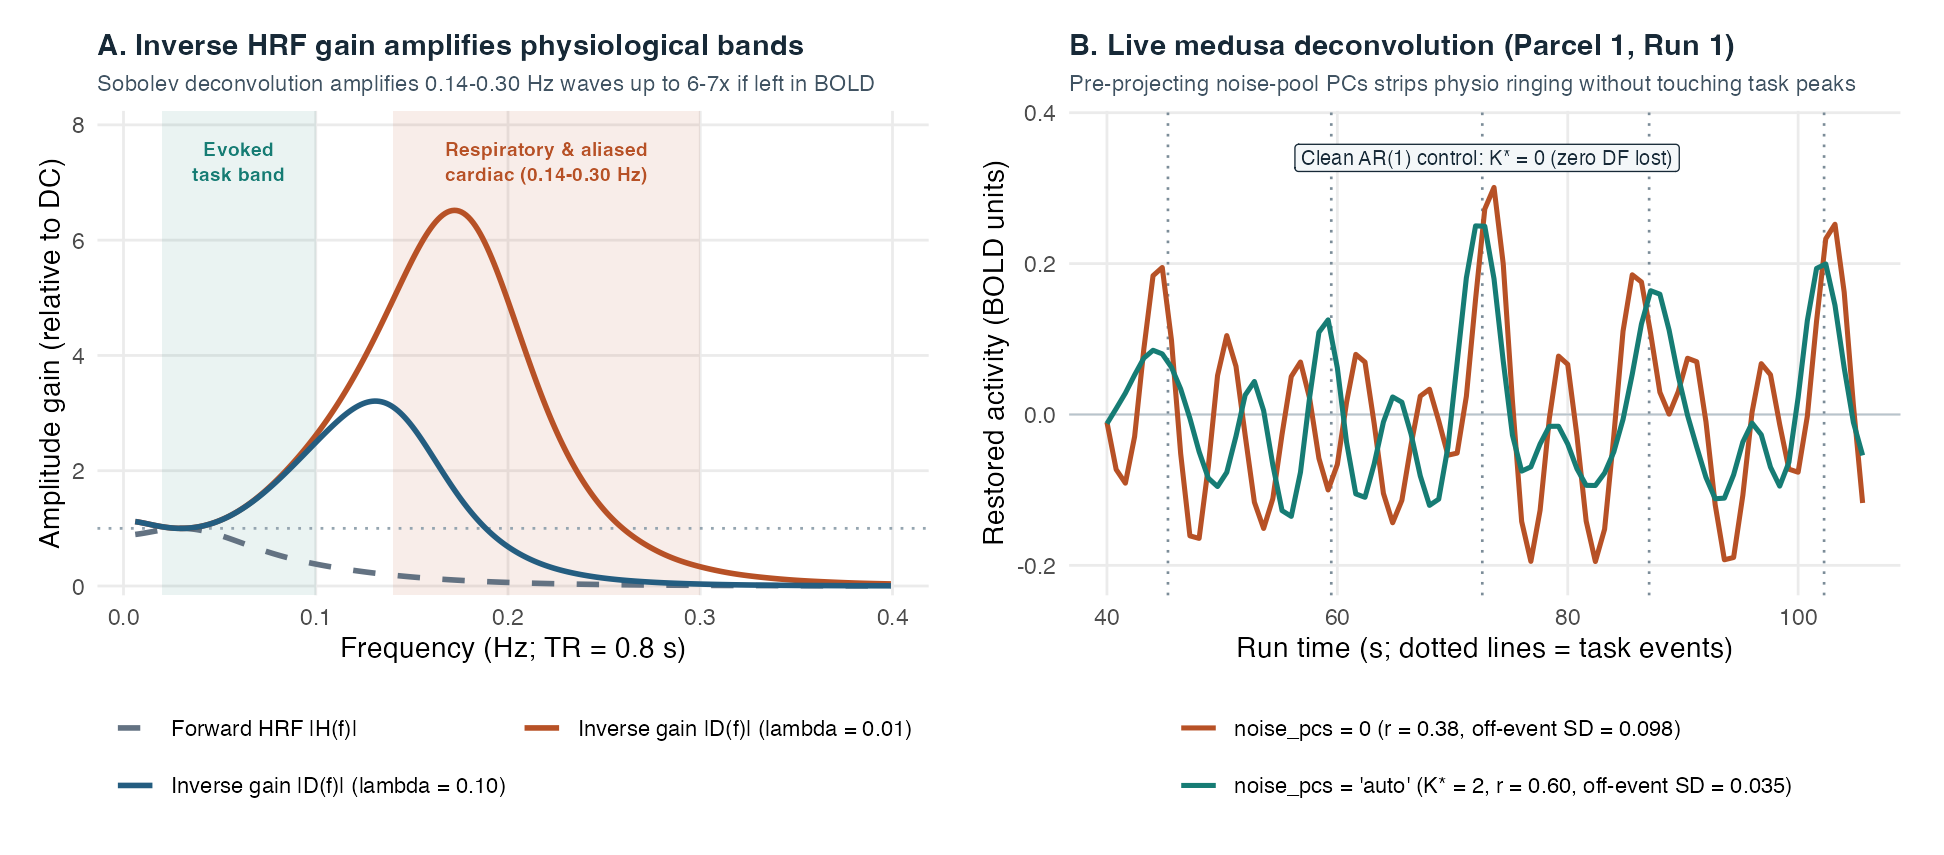 A. Inverse HRF gain amplifies physiological bands
Sobolev deconvolution amplifies 0.14-0.30 Hz waves up to 6-7x if left in BOLD
Amplitude gain (relative to DC)
8
6
4
2
0
Evoked
task band
Respiratory & aliased
cardiac (0.14-0.30 Hz)
0.0 0.1 0.2 0.3 0.4
Frequency (Hz; TR = 0.8 s)
Forward HRF |H(f)|
Inverse gain |D(f)| (lambda = 0.01)
Inverse gain |D(f)| (lambda = 0.10)
B. Live medusa deconvolution (Parcel 1, Run 1)
Pre-projecting noise-pool PCs strips physio ringing without touching task peaks
Restored activity (BOLD units)
0.4
0.2
0.0
-0.2
Clean AR(1) control: K* = 0 (zero DF lost)
40 60 80 100
Run time (s; dotted lines = task events)
noise_pcs = 0 (r = 0.38, off-event SD = 0.098)
noise_pcs = 'auto' (K* = 2, r = 0.60, off-event SD = 0.035)